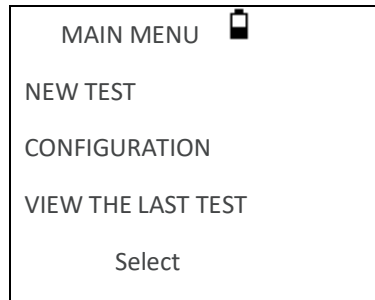 MAIN MENU
NEW TEST
CONFIGURATION
VIEW THE LAST TEST
Select